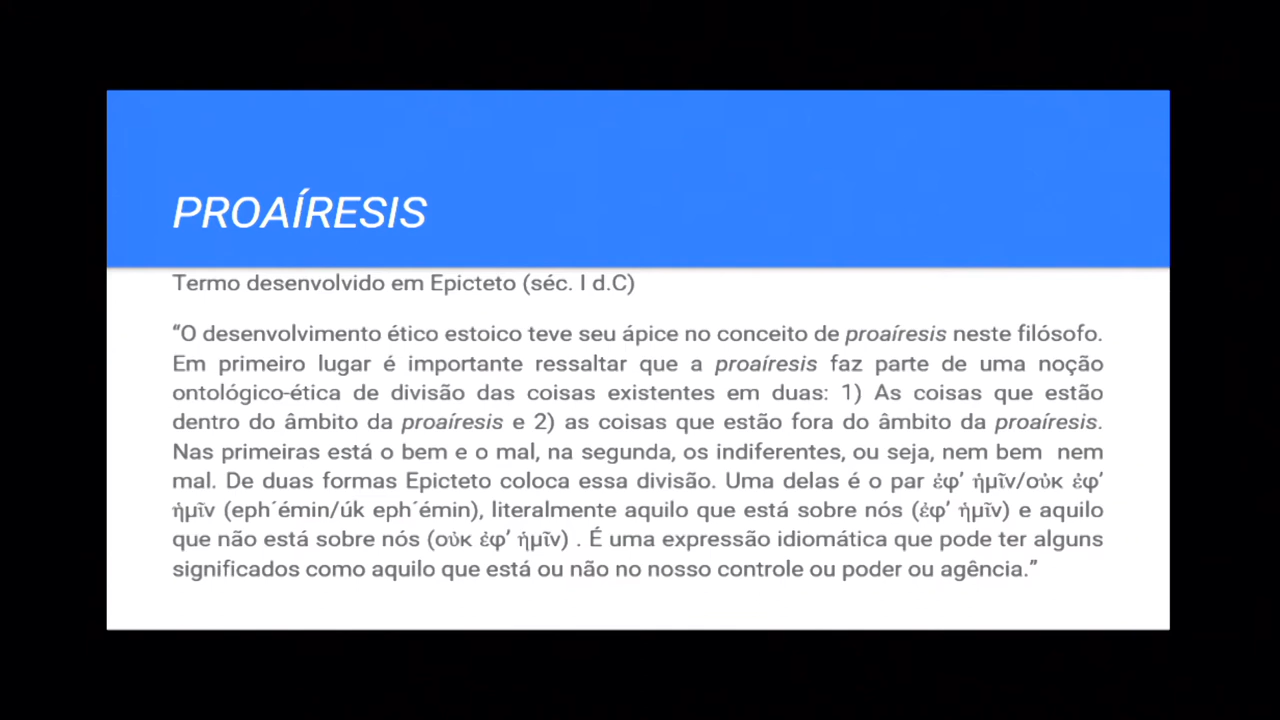 PROAÍRESIS
Termo desenvolvido em Epicteto (séc. I d.C)
“O desenvolvimento ético estoico teve seu ápice no conceito de proaíresis neste filósofo.
Em primeiro lugar é importante ressaltar que a proaíresis faz parte de uma noção
ontológico-ética de divisão das coisas existentes em duas: 1) As coisas que estão
dentro do âmbito da proaíresis e 2) as coisas que estão fora do âmbito da proaíresis.
Nas primeiras está o bem e o mal, na segunda, os indiferentes, ou seja, nem bem nem
mal. De duas formas Epicteto coloca essa divisão. Uma delas é o par ἐφ’ ἡμῖν/οὐκ ἐφ’
ἡμῖν (eph´émin/úk eph´émin), literalmente aquilo que está sobre nós (ἐφ’ ἡμῖν) e aquilo
que não está sobre nós (οὐκ ἐφ’ ἡμῖν) . É uma expressão idiomática que pode ter alguns
significados como aquilo que está ou não no nosso controle ou poder ou agência.”